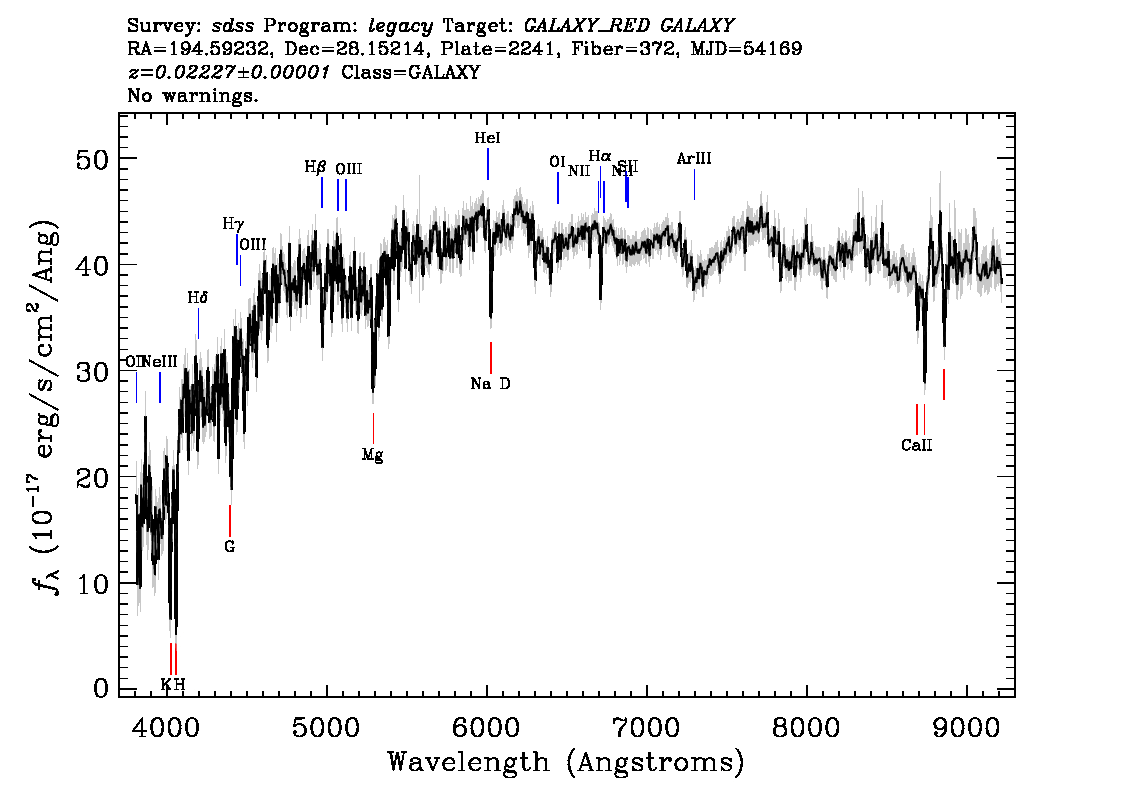 Survey: sdss Program: legacy Target: GALAXY_RED GALAXY
RA=194.59232, Dec=28.15214, Plate=2241, Fiber=372, MJD=54169
z=0.02227±0.00001 Class=GALAXY
No warnings.
HeI
Hβ OIII
OI NII Hα NII SII
ArIII
Hγ
OIII
Hδ
OII NeIII
Na D
Mg
CaII
G
K H
50
40
30
20
10
0
fλ (10−17 erg/s/cm2/Ang)
4000 5000 6000 7000 8000 9000
Wavelength (Angstroms)